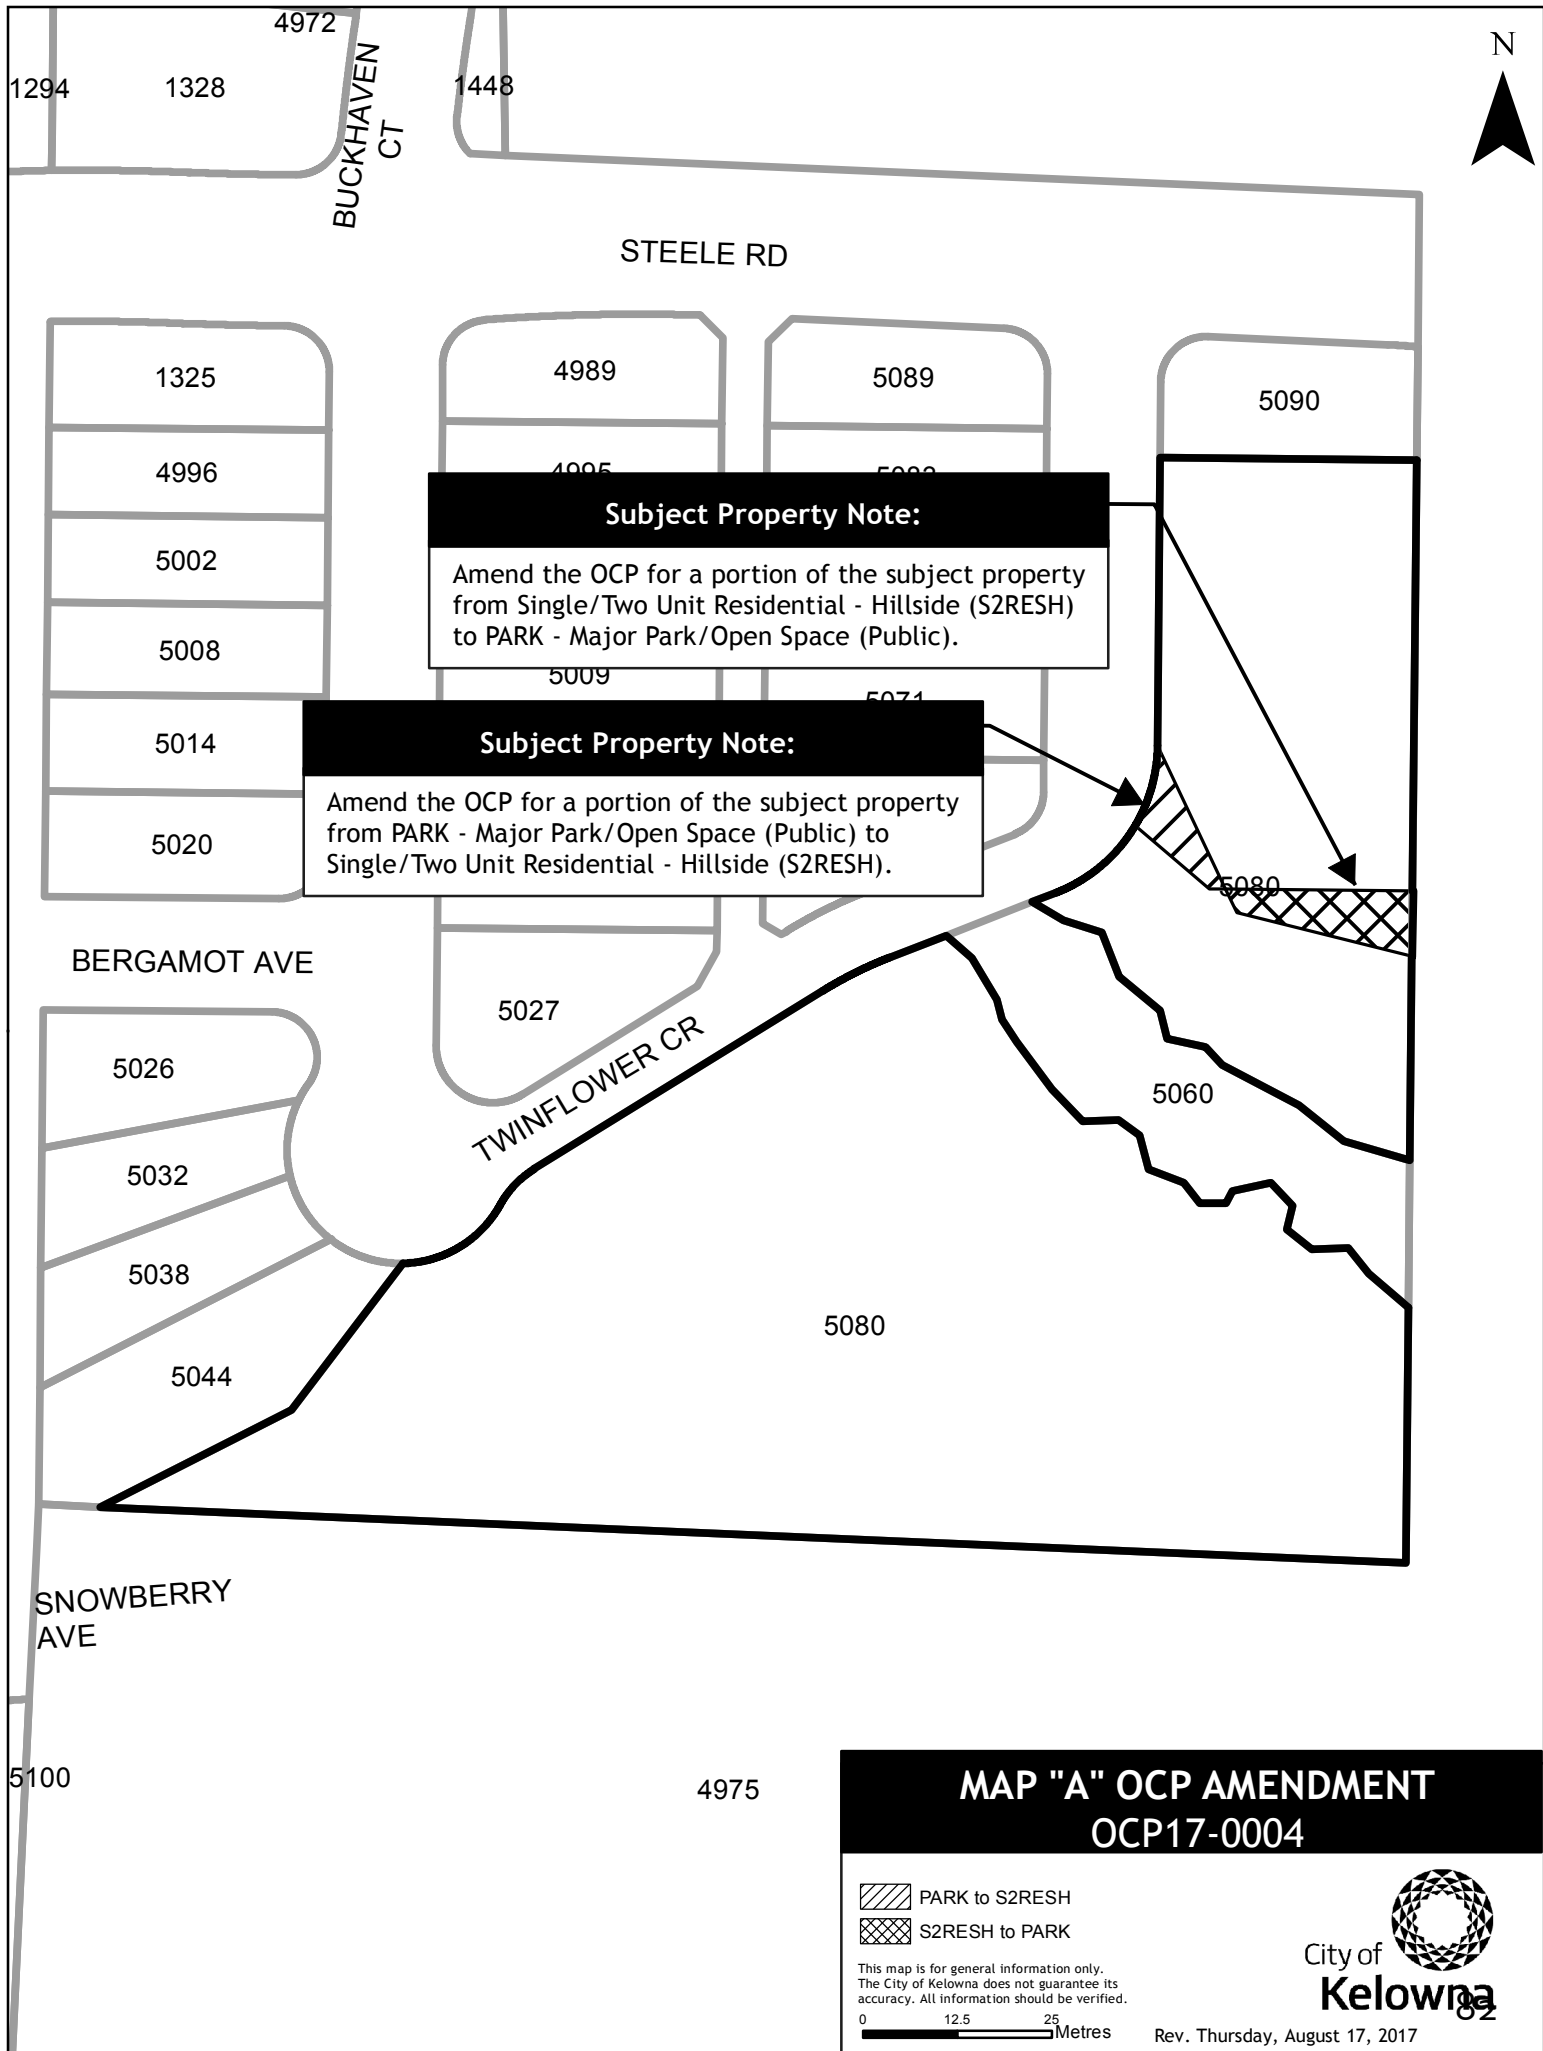 4972
1294
1328
BUCKHAVEN
CT
1448
N
STEELE RD
1325
4989
5089
5090
4996
4995
5083
Subject Property Note:
Amend the OCP for a portion of the subject property
from Single/Two Unit Residential - Hillside (S2RESH)
to PARK - Major Park/Open Space (Public).
5002
5008
5009
5071
5014
Subject Property Note:
Amend the OCP for a portion of the subject property
from PARK - Major Park/Open Space (Public) to
Single/Two Unit Residential - Hillside (S2RESH).
5020
5080
BERGAMOT AVE
5027
TWINFLOWER CR
5026
5060
5032
5038
5080
5044
SNOWBERRY
AVE
5100
4975
MAP "A" OCP AMENDMENT
OCP17-0004
PARK to S2RESH
S2RESH to PARK
This map is for general information only.
The City of Kelowna does not guarantee its
accuracy. All information should be verified.
0 12.5 25
Metres
City of
Kelowna
82
Rev. Thursday, August 17, 2017